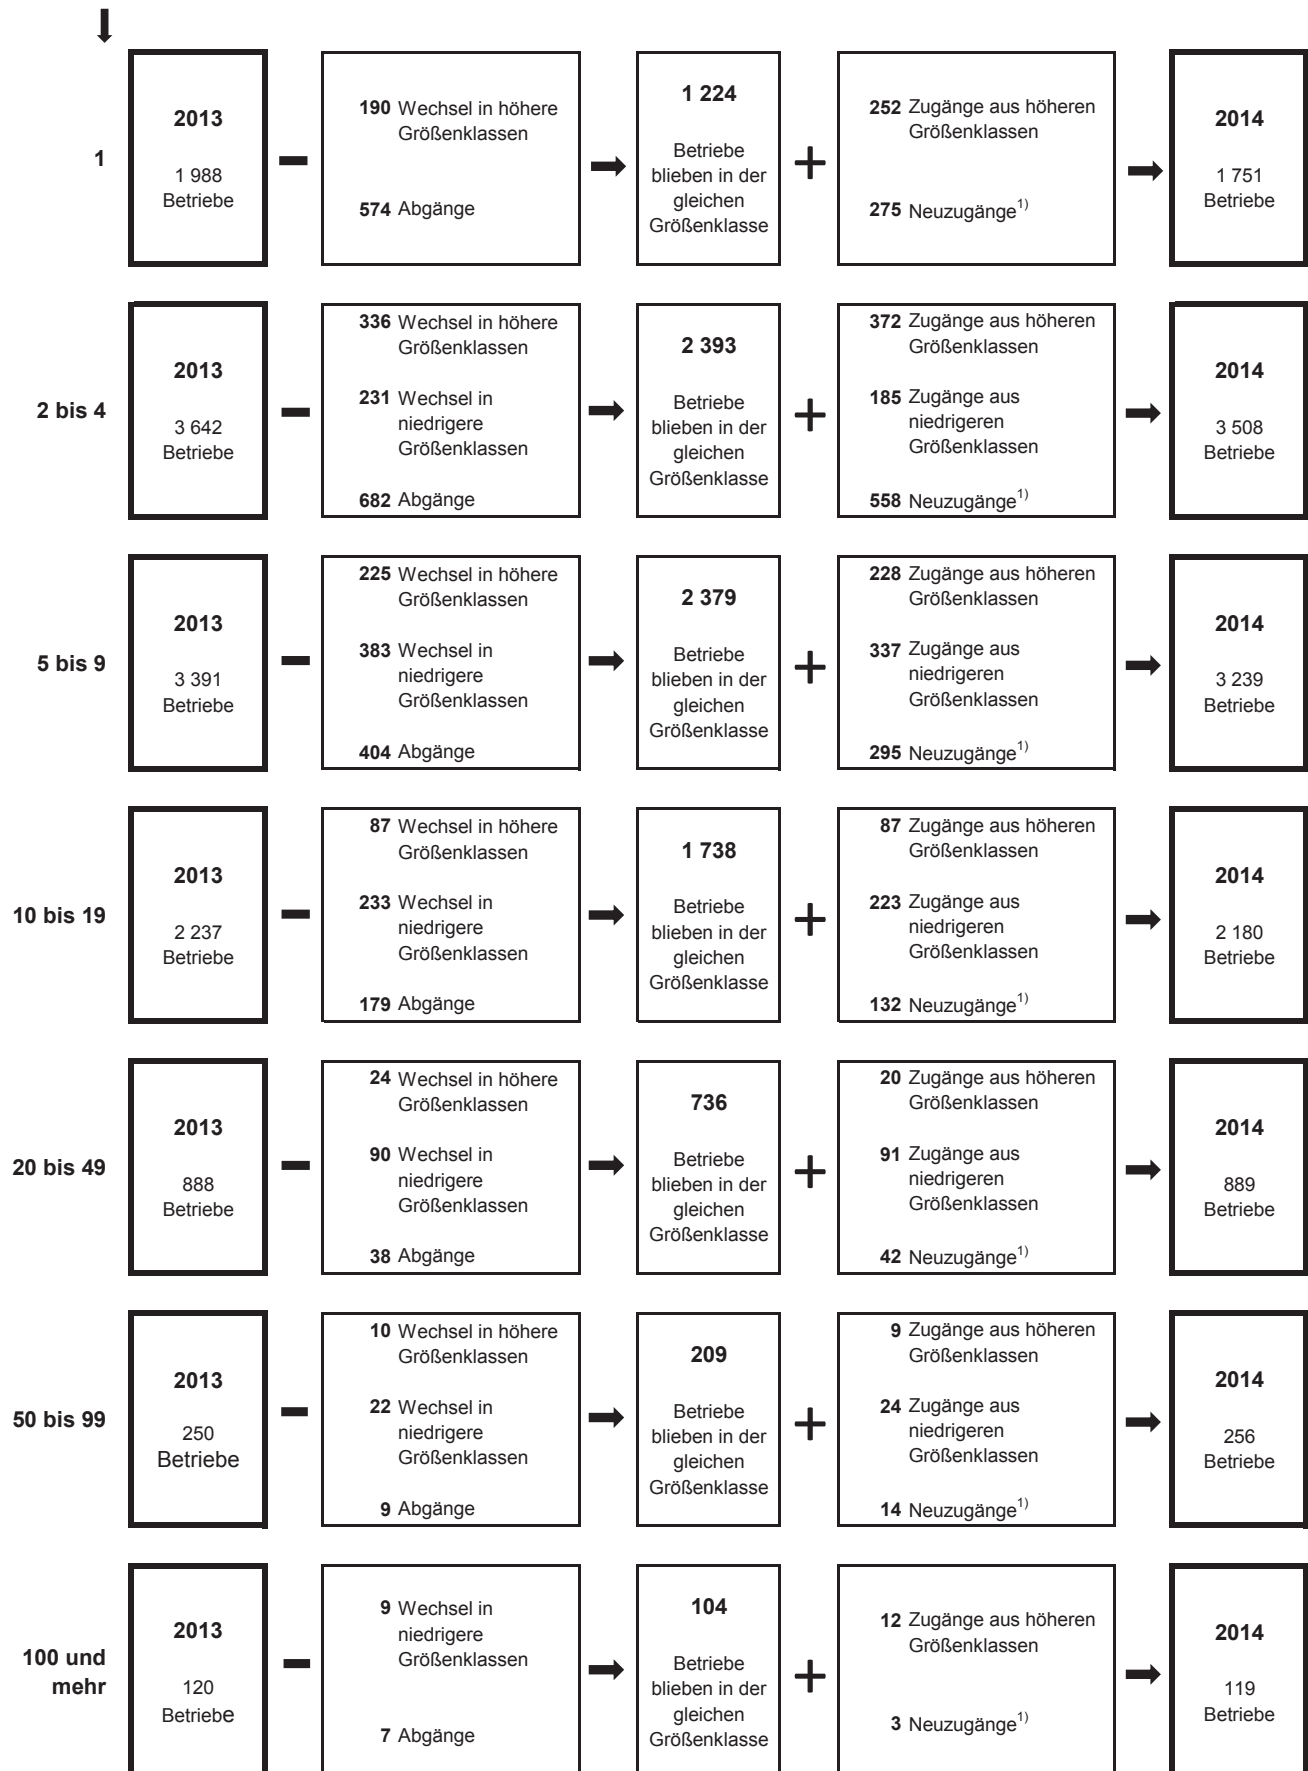 1
2013
1 988
Betriebe
190 Wechsel in höhere
Größenklassen
574 Abgänge
1 224
Betriebe
blieben in der
gleichen
Größenklasse
252 Zugänge aus höheren
Größenklassen
275 Neuzugänge1)
2014
1 751
Betriebe
2 bis 4
2013
3 642
Betriebe
336 Wechsel in höhere
Größenklassen
231 Wechsel in
niedrigere
Größenklassen
682 Abgänge
2 393
Betriebe
blieben in der
gleichen
Größenklasse
372 Zugänge aus höheren
Größenklassen
185 Zugänge aus
niedrigeren
Größenklassen
558 Neuzugänge1)
2014
3 508
Betriebe
5 bis 9
2013
3 391
Betriebe
225 Wechsel in höhere
Größenklassen
383 Wechsel in
niedrigere
Größenklassen
404 Abgänge
2 379
Betriebe
blieben in der
gleichen
Größenklasse
228 Zugänge aus höheren
Größenklassen
337 Zugänge aus
niedrigeren
Größenklassen
295 Neuzugänge1)
2014
3 239
Betriebe
10 bis 19
2013
2 237
Betriebe
87 Wechsel in höhere
Größenklassen
233 Wechsel in
niedrigere
Größenklassen
179 Abgänge
1 738
Betriebe
blieben in der
gleichen
Größenklasse
87 Zugänge aus höheren
Größenklassen
223 Zugänge aus
niedrigeren
Größenklassen
132 Neuzugänge1)
2014
2 180
Betriebe
20 bis 49
2013
888
Betriebe
24 Wechsel in höhere
Größenklassen
90 Wechsel in
niedrigere
Größenklassen
38 Abgänge
736
Betriebe
blieben in der
gleichen
Größenklasse
20 Zugänge aus höheren
Größenklassen
91 Zugänge aus
niedrigeren
Größenklassen
42 Neuzugänge1)
2014
889
Betriebe
50 bis 99
2013
250
Betriebe
10 Wechsel in höhere
Größenklassen
22 Wechsel in
niedrigere
Größenklassen
9 Abgänge
209
Betriebe
blieben in der
gleichen
Größenklasse
9 Zugänge aus höheren
Größenklassen
24 Zugänge aus
niedrigeren
Größenklassen
14 Neuzugänge1)
2014
256
Betriebe
100 und
mehr
2013
120
Betriebe
9 Wechsel in
niedrigere
Größenklassen
7 Abgänge
104
Betriebe
blieben in der
gleichen
Größenklasse
12 Zugänge aus höheren
Größenklassen
3 Neuzugänge1)
2014
119
Betriebe